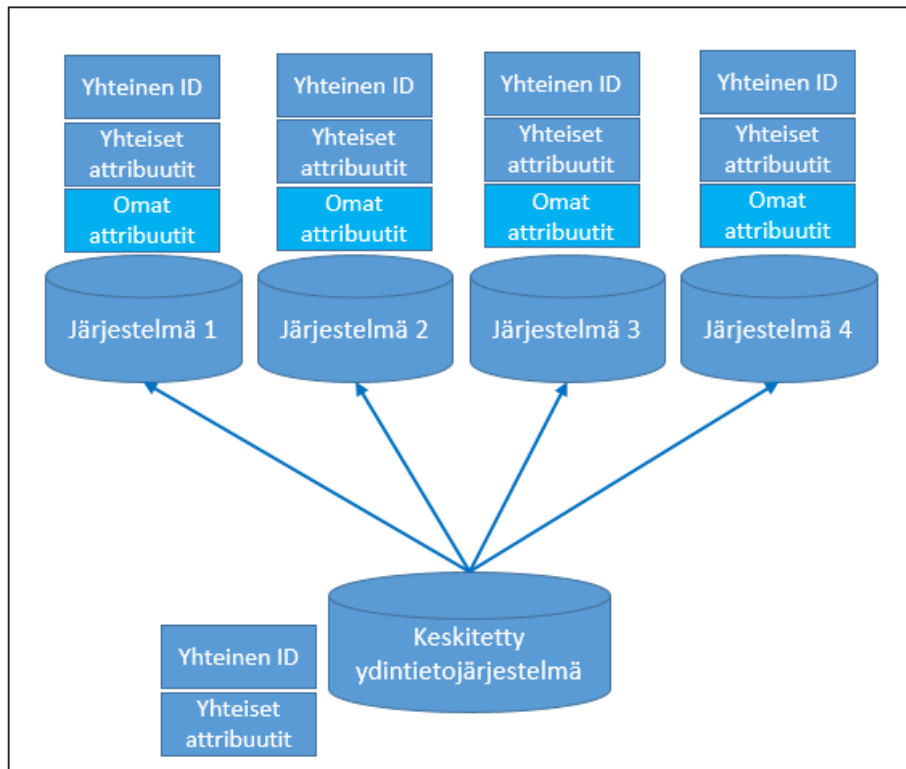 Yhteinen ID
Yhteinen ID
Yhteinen ID
Yhteinen ID
Yhteiset
attribuutit
Yhteiset
attribuutit
Yhteiset
attribuutit
Yhteiset
attribuutit
Omat
attribuutit
Omat
attribuutit
Omat
attribuutit
Omat
attribuutit
Järjestelmä 1
Järjestelmä 2
Järjestelmä 3
Järjestelmä 4
Keskitetty
ydintietojärjestelmä
Yhteinen ID
Yhteiset
attribuutit